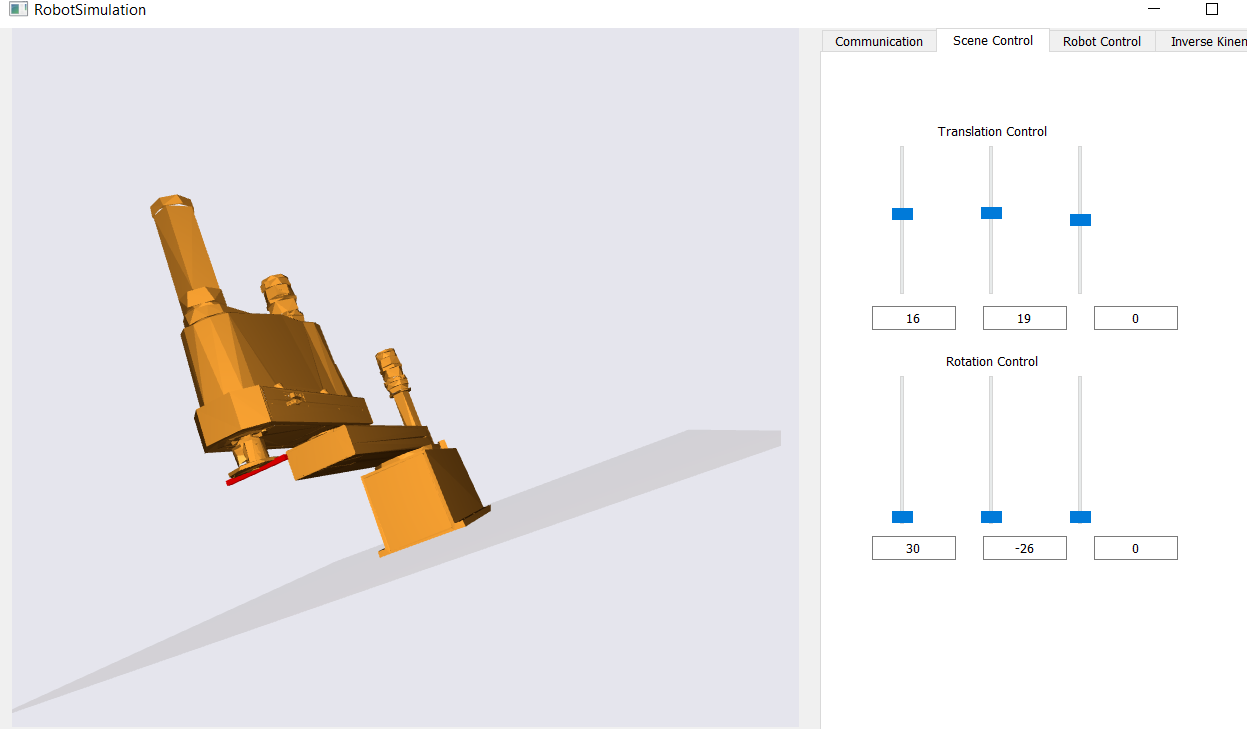 RobotSimulation
Communication
Scene Control
Robot Control
Inverse Kinen
Translation Control
16
19
0
Rotation Control
30
-26
0